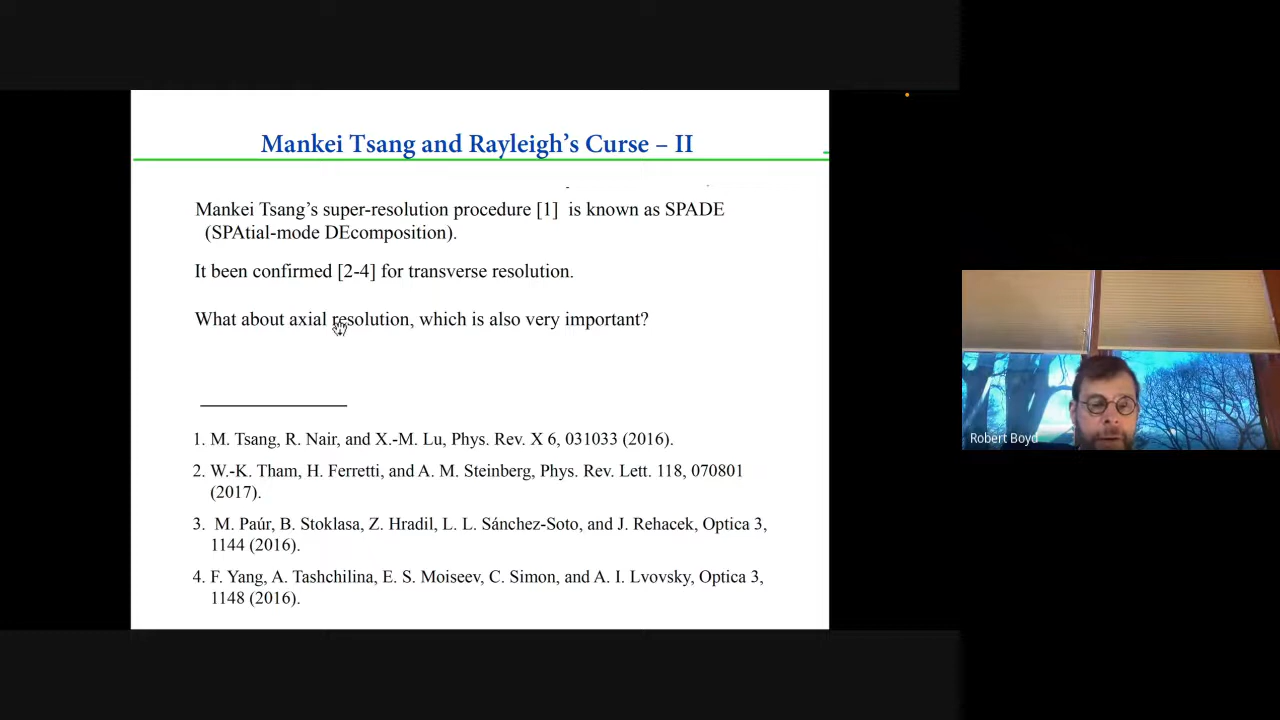 Mankei Tsang and Rayleigh's Curse – II
Mankei Tsang's super-resolution procedure [1] is known as SPADE
(SPAtial-mode DEcomposition).
It been confirmed [2-4] for transverse resolution.
What about axial resolution, which is also very important?
1. M. Tsang, R. Nair, and X.-M. Lu, Phys. Rev. X 6, 031033 (2016).
2. W.-K. Tham, H. Ferretti, and A. M. Steinberg, Phys. Rev. Lett. 118, 070801
(2017).
3. M. Paúr, B. Stoklasa, Z. Hradil, L. L. Sánchez-Soto, and J. Rehacek, Optica 3,
1144 (2016).
4. F. Yang, A. Tashchilina, E. S. Moiseev, C. Simon, and A. I. Lvovsky, Optica 3,
1148 (2016).
Robert Boyd